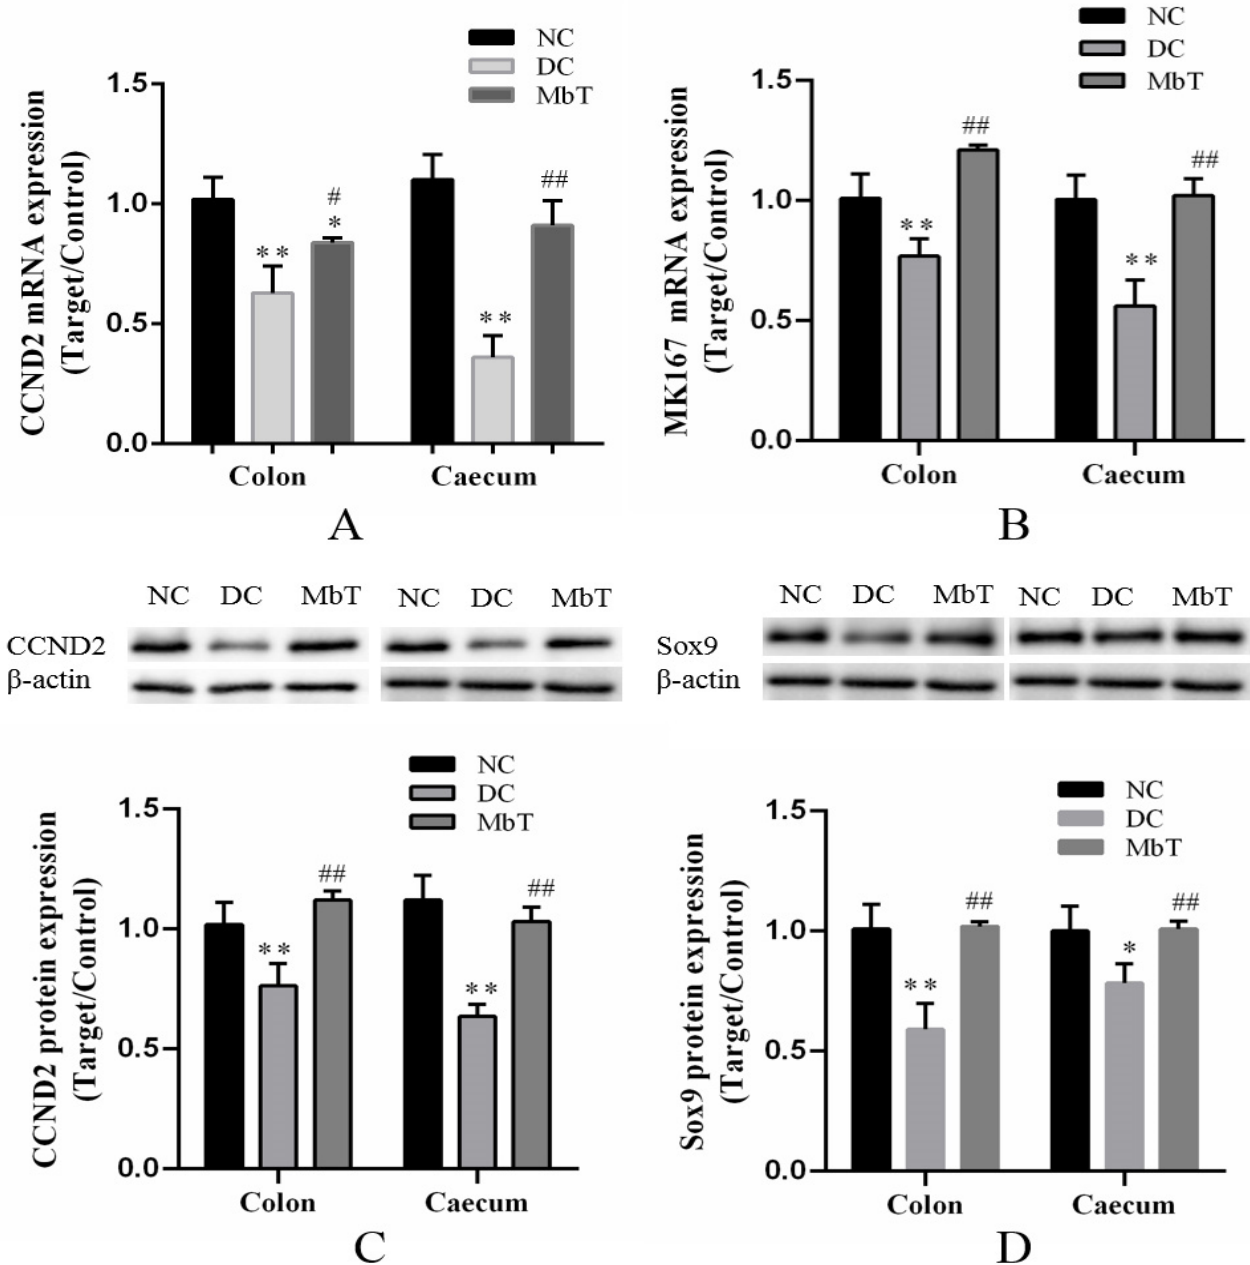 NC
DC
MbT
CCND2 mRNA expression
(Target/Control)
1.5
1.0
0.5
0.0
**
#
*
**
##
Colon
Caecum
A
NC
DC
MbT
MK167 mRNA expression
(Target/Control)
1.5
1.0
0.5
0.0
**
##
**
##
Colon
Caecum
B
NC DC MbT NC DC MbT
CCND2
β-actin
NC DC MbT NC DC MbT
Sox9
β-actin
NC
DC
MbT
CCND2 protein expression
(Target/Control)
1.5
1.0
0.5
0.0
**
##
**
##
Colon
Caecum
C
NC
DC
MbT
Sox9 protein expression
(Target/Control)
1.5
1.0
0.5
0.0
**
##
*
##
Colon
Caecum
D